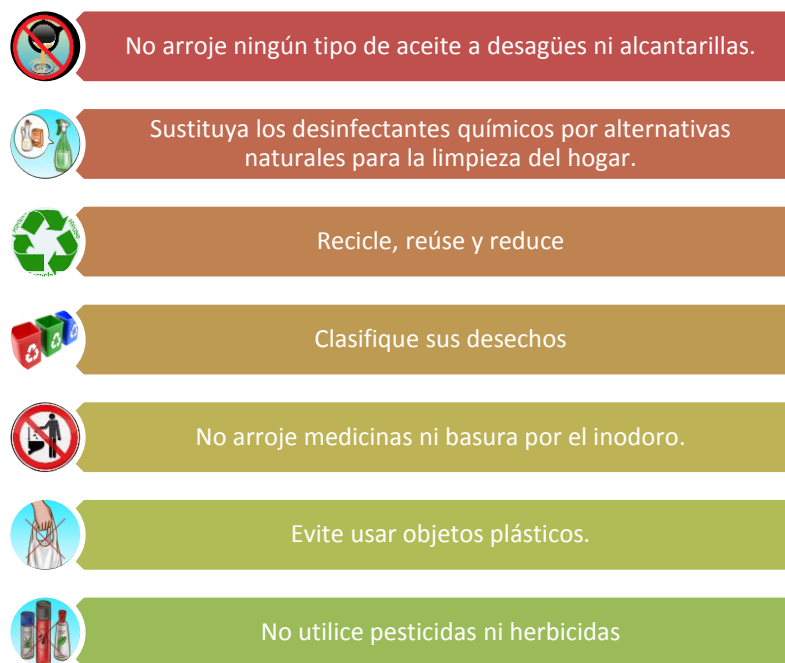 No arroje ningún tipo de aceite a desagües ni alcantarillas.
Sustituya los desinfectantes químicos por alternativas
naturales para la limpieza del hogar.
Recicle, reúse y reduce
Clasifique sus desechos
No arroje medicinas ni basura por el inodoro.
Evite usar objetos plásticos.
No utilice pesticidas ni herbicidas